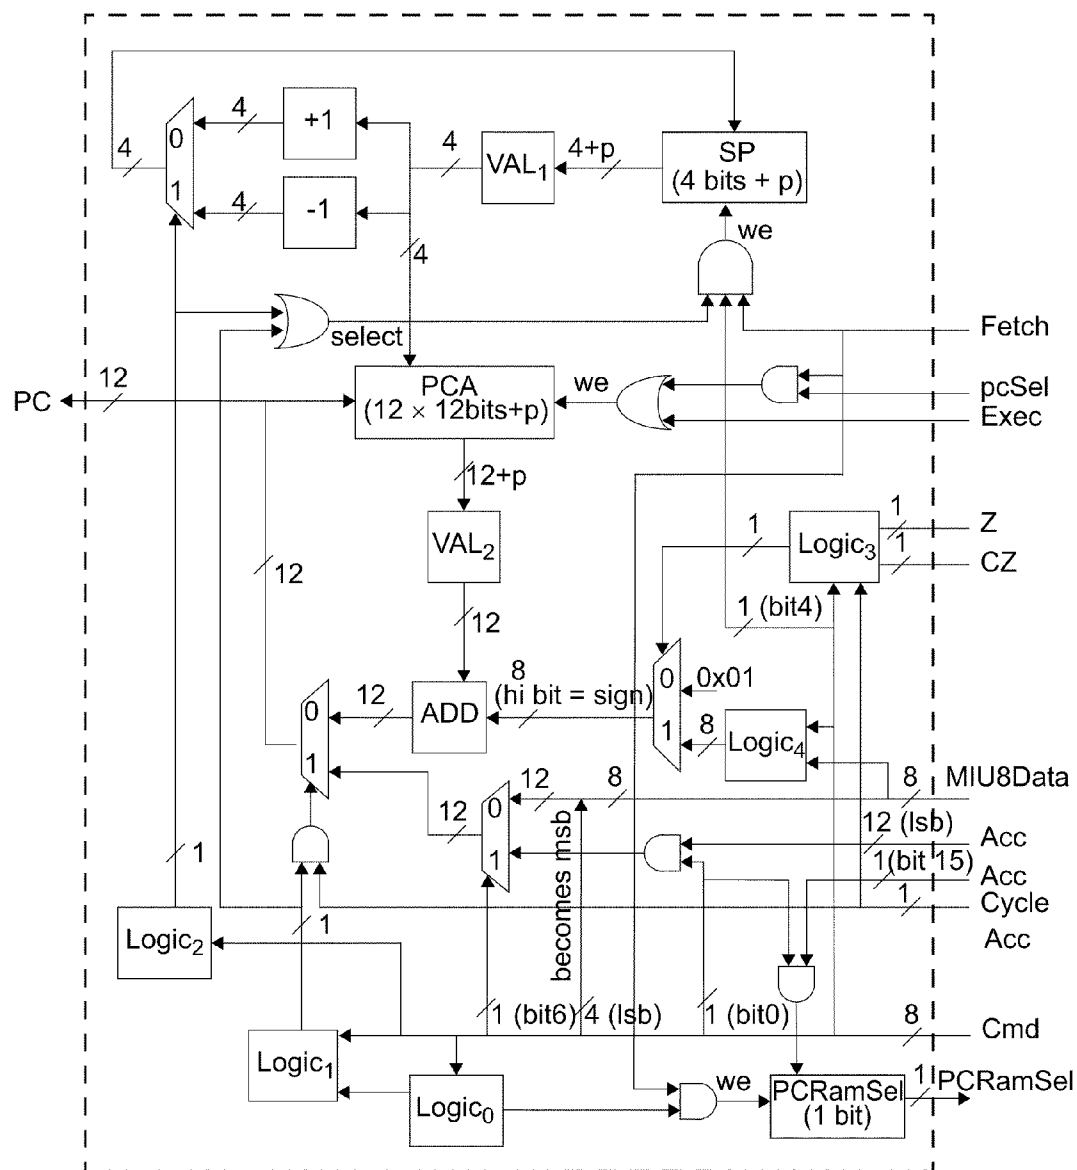 4
+1
0
4
4
4+p
SP
(4 bits + p)
VAL1
1
4
-1
we
4
Fetch
select
12
PC
PCA
(12 × 12bits+p)
we
pcSel
Exec
12+p
1
Z
1
Logic3
1
CZ
VAL2
12
1 (bit4)
12
8
(hi bit = sign)
0
0x01
12
ADD
0
1
8
Logic4
1
MIU8Data
12
8
8
0
12
12 (lsb)
Acc
1
1(bit 15)
Acc
1
becomes msb
1
Cycle
1
Logic2
Acc
1 (bit6)
4 (lsb)
1 (bit0)
8
Cmd
Logic1
we
PCRamSel
(1 bit)
1
PCRamSel
Logic0